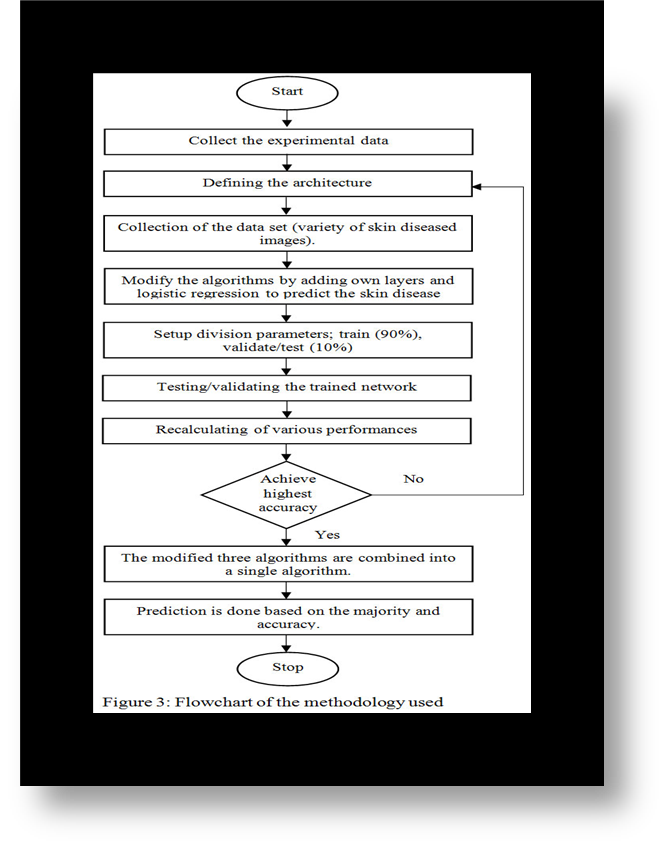 Start
Collect the experimental data
Defining the architecture
Collection of the data set (variety of skin diseased
images).
Modify the algorithms by adding own layers and
logistic regression to predict the skin disease
Setup division parameters; train (90%),
validate/test (10%)
Testing/validating the trained network
Recalculating of various performances
Achieve
highest
accuracy
No
Yes
The modified three algorithms are combined into
a single algorithm.
Prediction is done based on the majority and
accuracy.
Stop
Figure 3: Flowchart of the methodology used